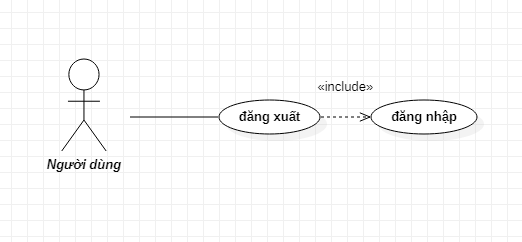 «include»
đăng xuất
đăng nhập
Người dùng